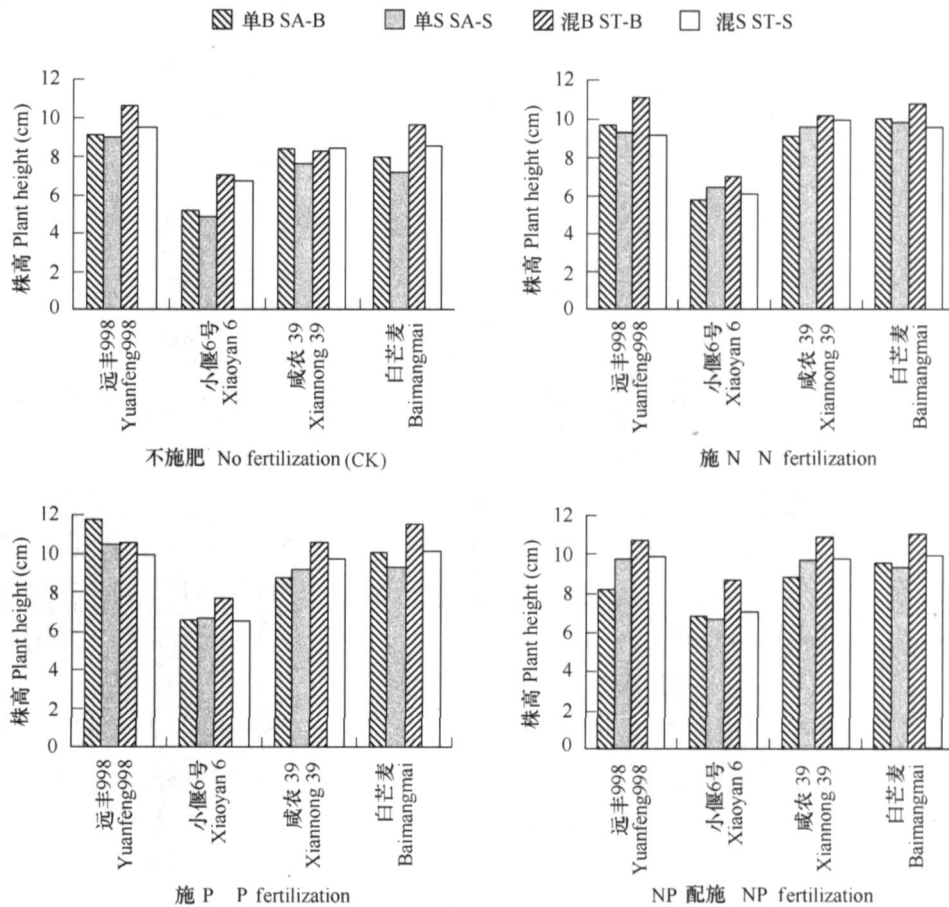 单B SA-B 单S SA-S 混B ST-B 混S ST-S
株高 Plant height (cm)
12
10
8
6
4
2
0
远丰998
Yuanfeng998
小偃6号
Xiaoyan 6
咸农 39
Xiannong 39
白芒麦
Baimangmai
不施肥 No fertilization (CK)
株高 Plant height (cm)
12
10
8
6
4
2
0
远丰998
Yuanfeng998
小偃6号
Xiaoyan 6
咸农 39
Xiannong 39
白芒麦
Baimangmai
施 N N fertilization
株高 Plant height (cm)
12
10
8
6
4
2
0
远丰998
Yuanfeng998
小偃6号
Xiaoyan 6
咸农 39
Xiannong 39
白芒麦
Baimangmai
施 P P fertilization
株高 Plant height (cm)
12
10
8
6
4
2
0
远丰998
Yuanfeng998
小偃6号
Xiaoyan 6
咸农 39
Xiannong 39
白芒麦
Baimangmai
NP 配施 NP fertilization